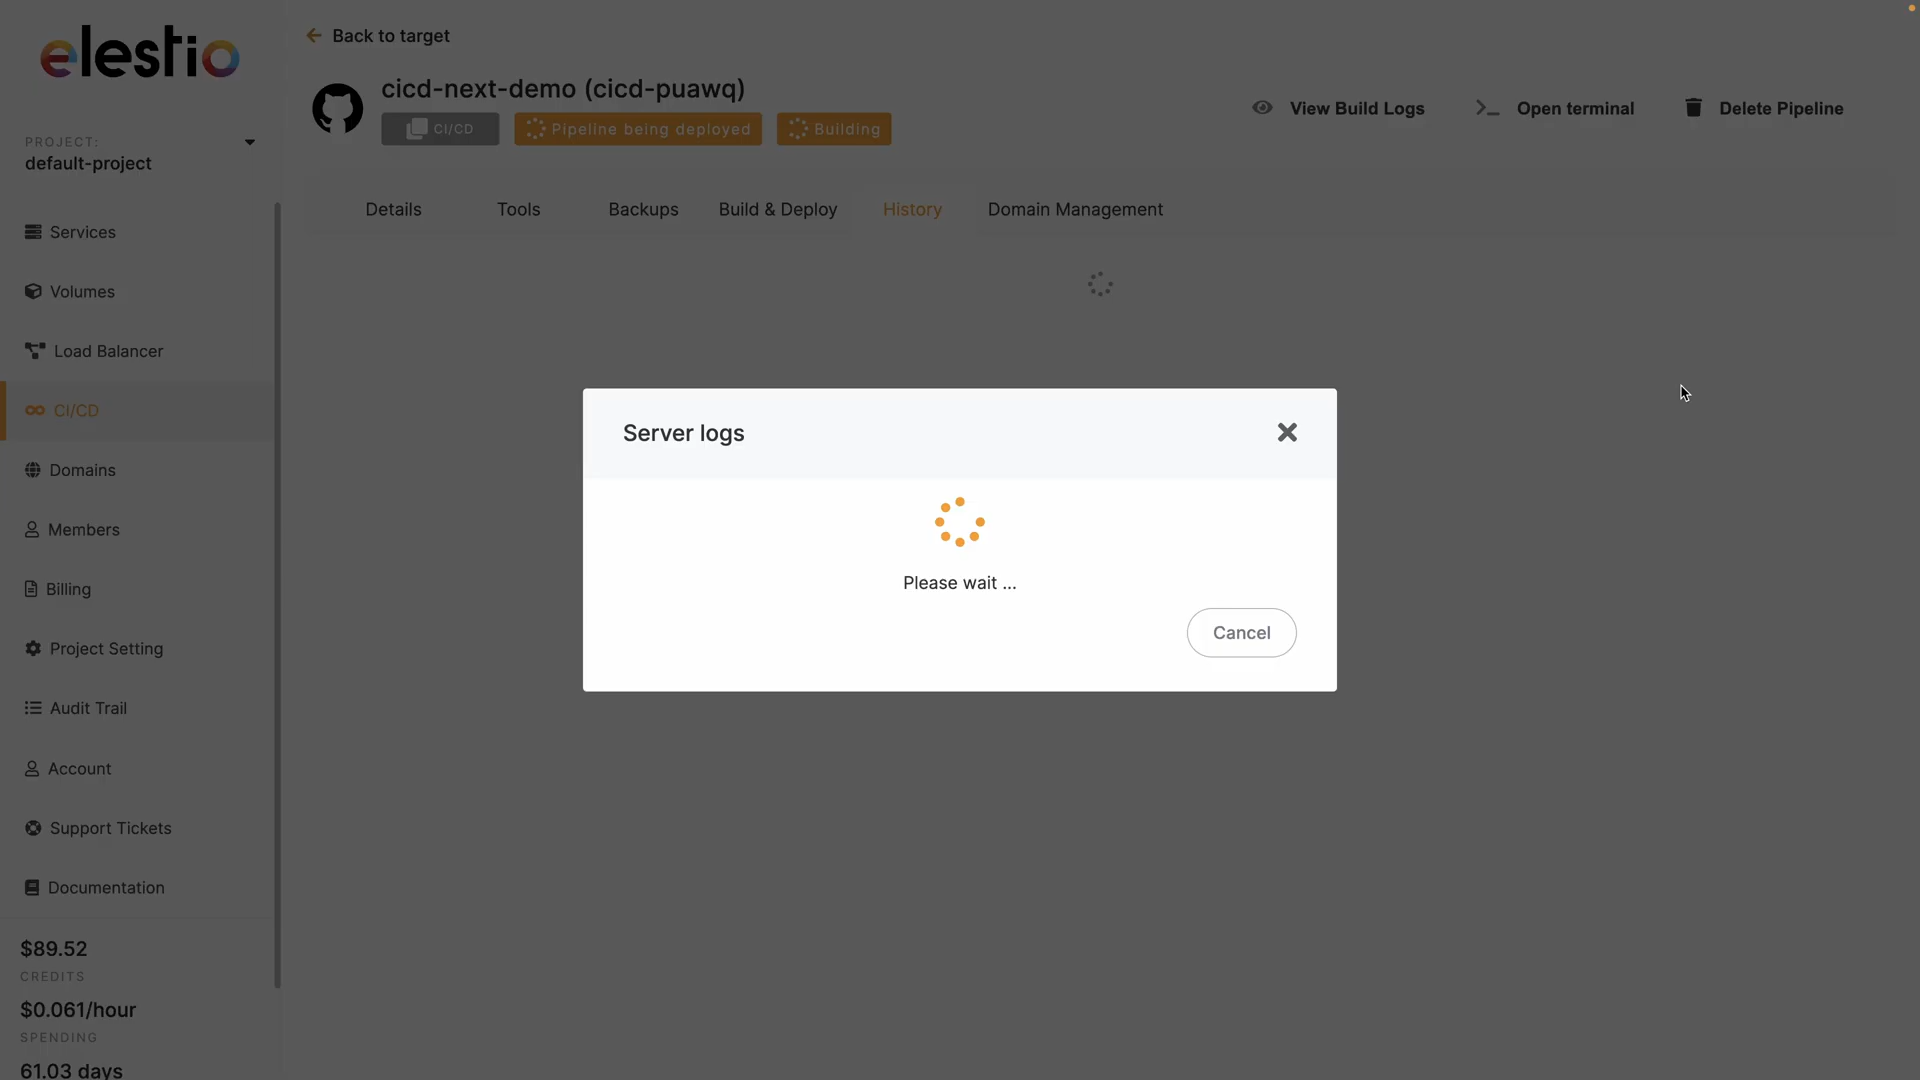 elestio
PROJECT:
default-project
Services
Volumes
Load Balancer
CI/CD
Domains
Members
Billing
Project Setting
Audit Trail
Account
Support Tickets
Documentation
$89.52
CREDITS
$0.061/hour
SPENDING
61.03 days
Back to target
cicd-next-demo (cicd-puawq)
CI/CD
Pipeline being deployed
Building
View Build Logs
Open terminal
Delete Pipeline
Details
Tools
Backups
Build & Deploy
History
Domain Management
Server logs
Please wait ...
Cancel